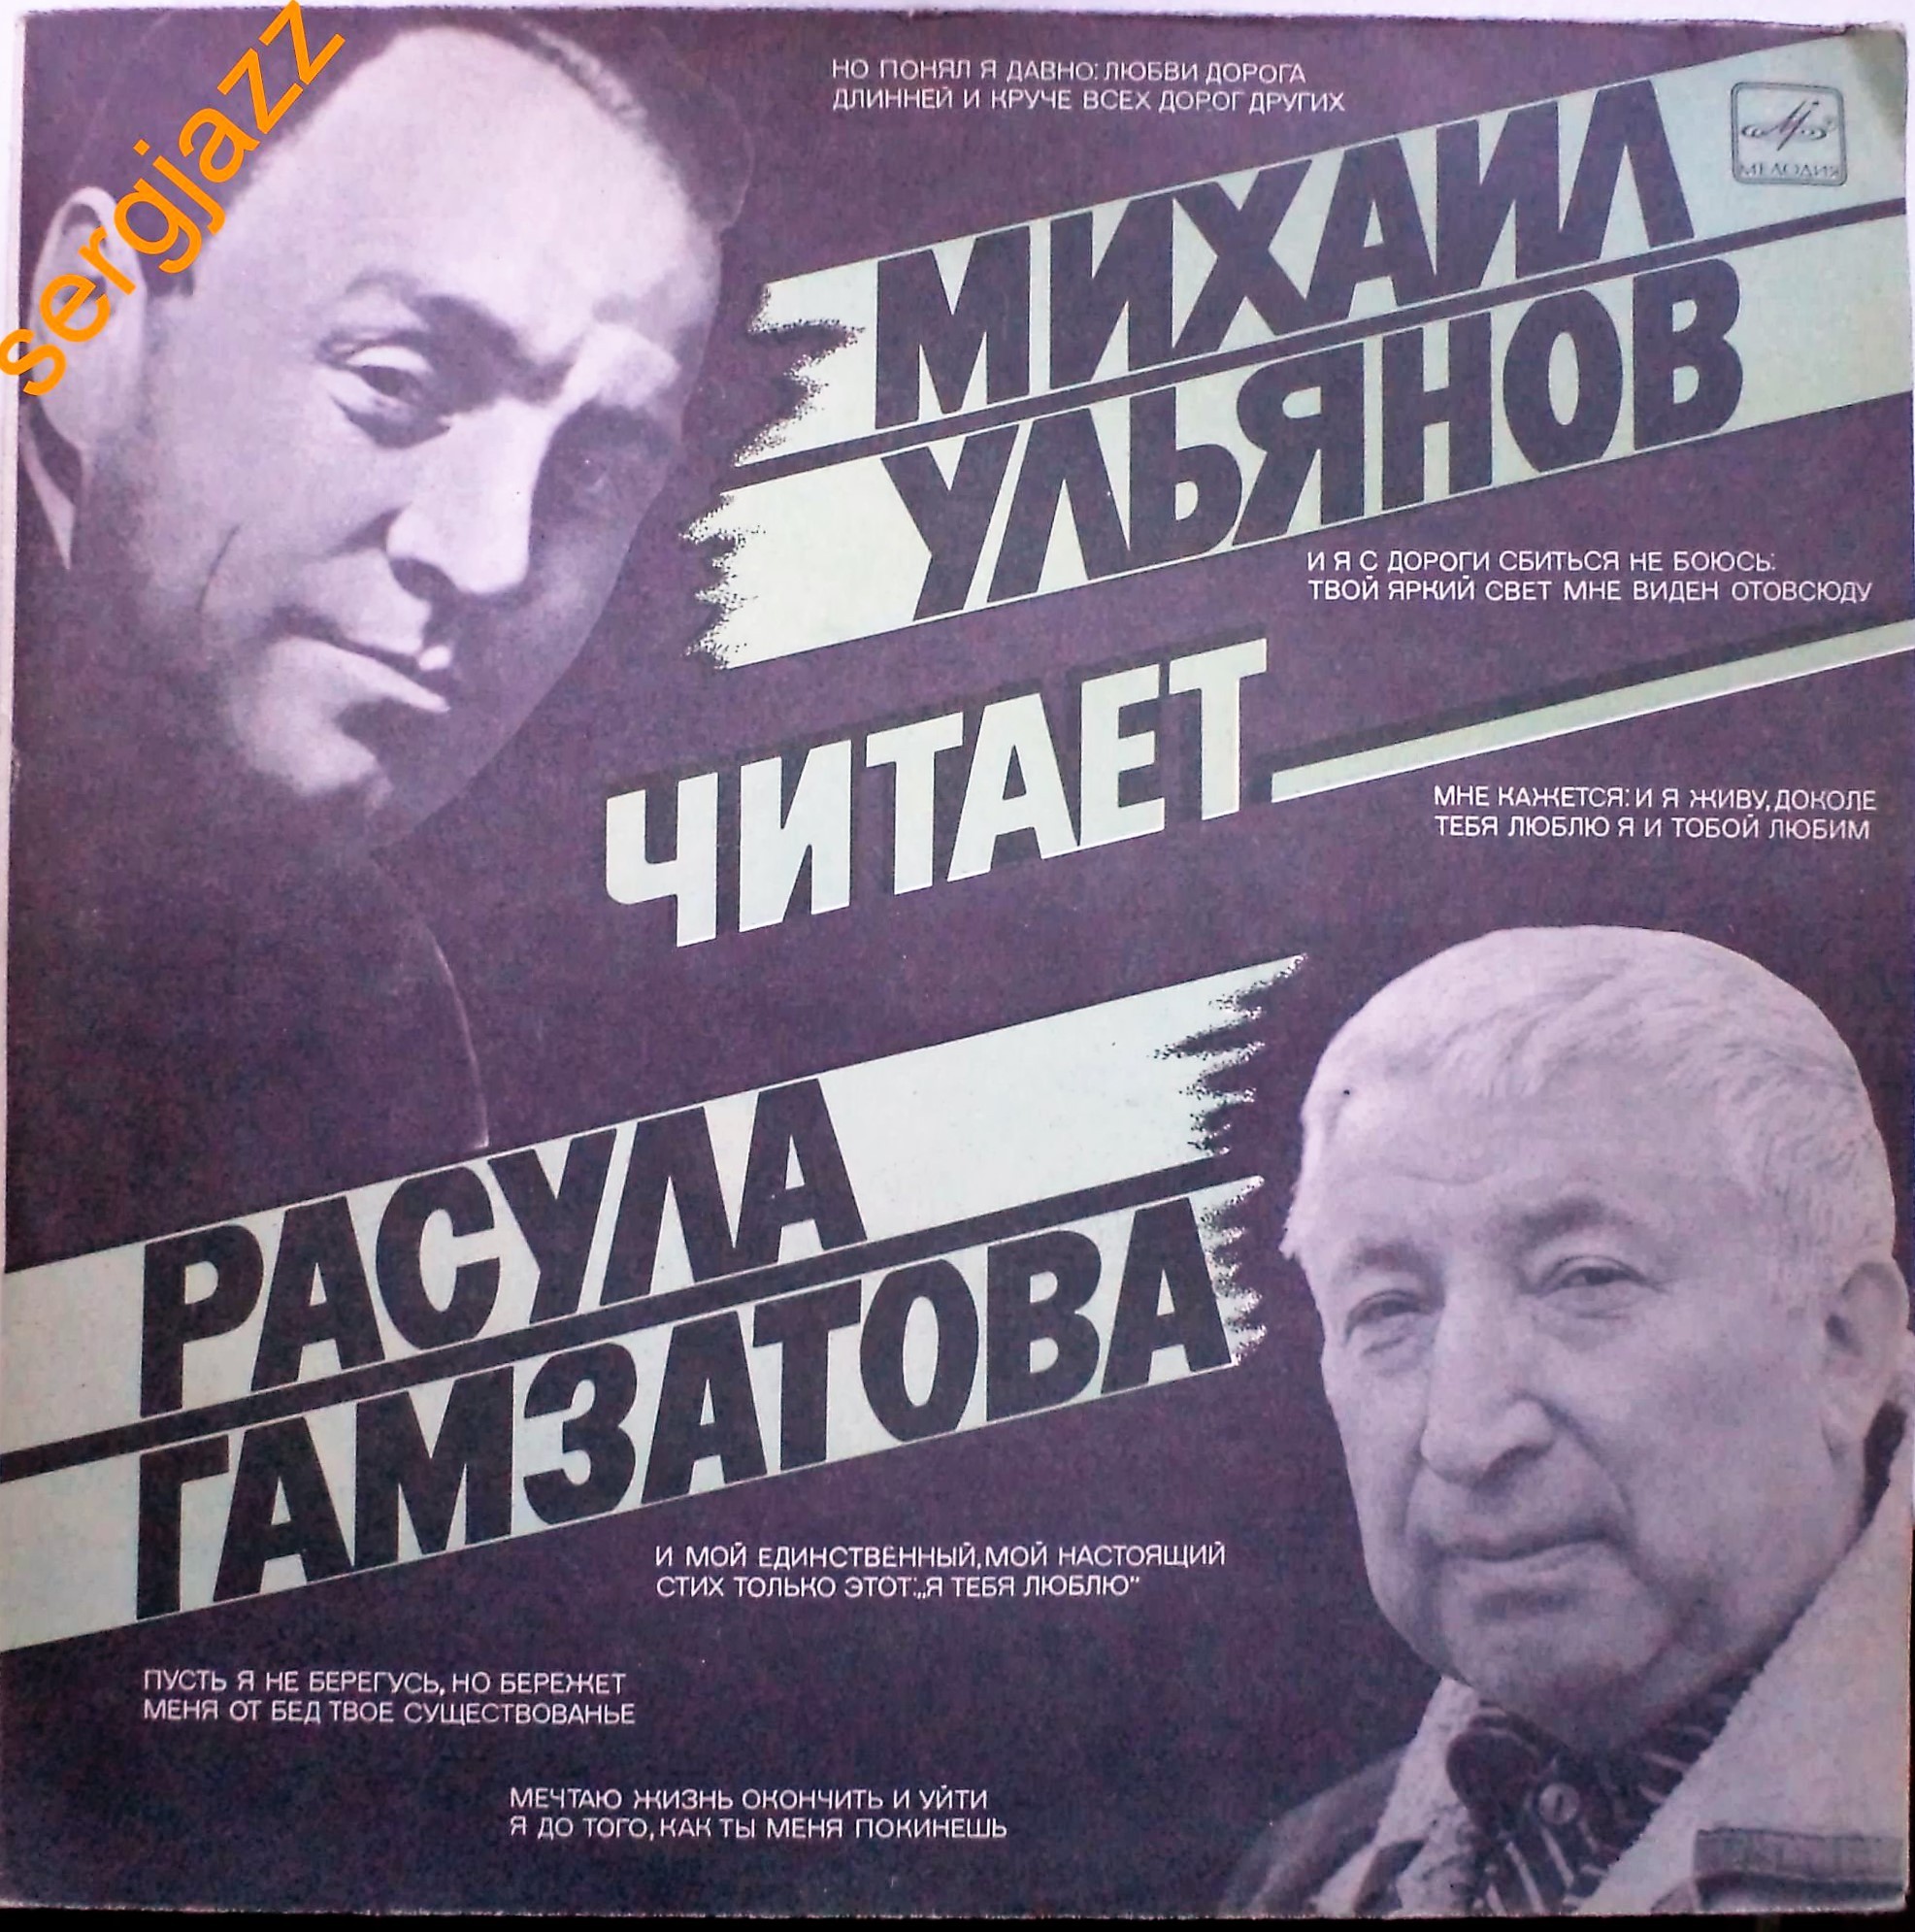 sergjazz
НО ПОНЯЛ Я ДАВНО: ЛЮБВИ ДОРОГА
ДЛИННЕЙ И КРУЧЕ ВСЕХ ДОРОГ ДРУГИХ
МЕЛОДИЯ
МИХАИЛ
УЛЬЯНОВ
И Я С ДОРОГИ СБИТЬСЯ НЕ БОЮСЬ:
ТВОЙ ЯРКИЙ СВЕТ МНЕ ВИДЕН ОТОВСЮДУ
ЧИТАЕТ
МНЕ КАЖЕТСЯ: И Я ЖИВУ, ДОКОЛЕ
ТЕБЯ ЛЮБЛЮ Я И ТОБОЙ ЛЮБИМ
РАСУЛА
ГАМЗАТОВА
И МОЙ ЕДИНСТВЕННЫЙ, МОЙ НАСТОЯЩИЙ
СТИХ ТОЛЬКО ЭТОТ: „Я ТЕБЯ ЛЮБЛЮ"
ПУСТЬ Я НЕ БЕРЕГУСЬ, НО БЕРЕЖЕТ
МЕНЯ ОТ БЕД ТВОЕ СУЩЕСТВОВАНЬЕ
МЕЧТАЮ ЖИЗНЬ ОКОНЧИТЬ И УЙТИ
Я ДО ТОГО, КАК ТЫ МЕНЯ ПОКИНЕШЬ